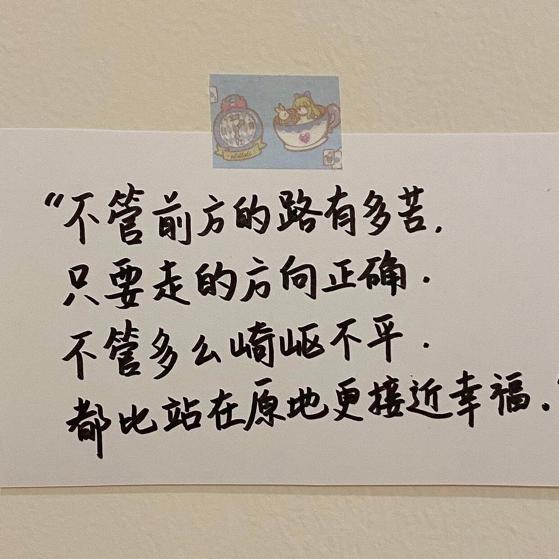 “不管前方的路有多苦.
只要走的方向正确.
不管多么崎岖不平.
都比站在原地更接近幸福.”